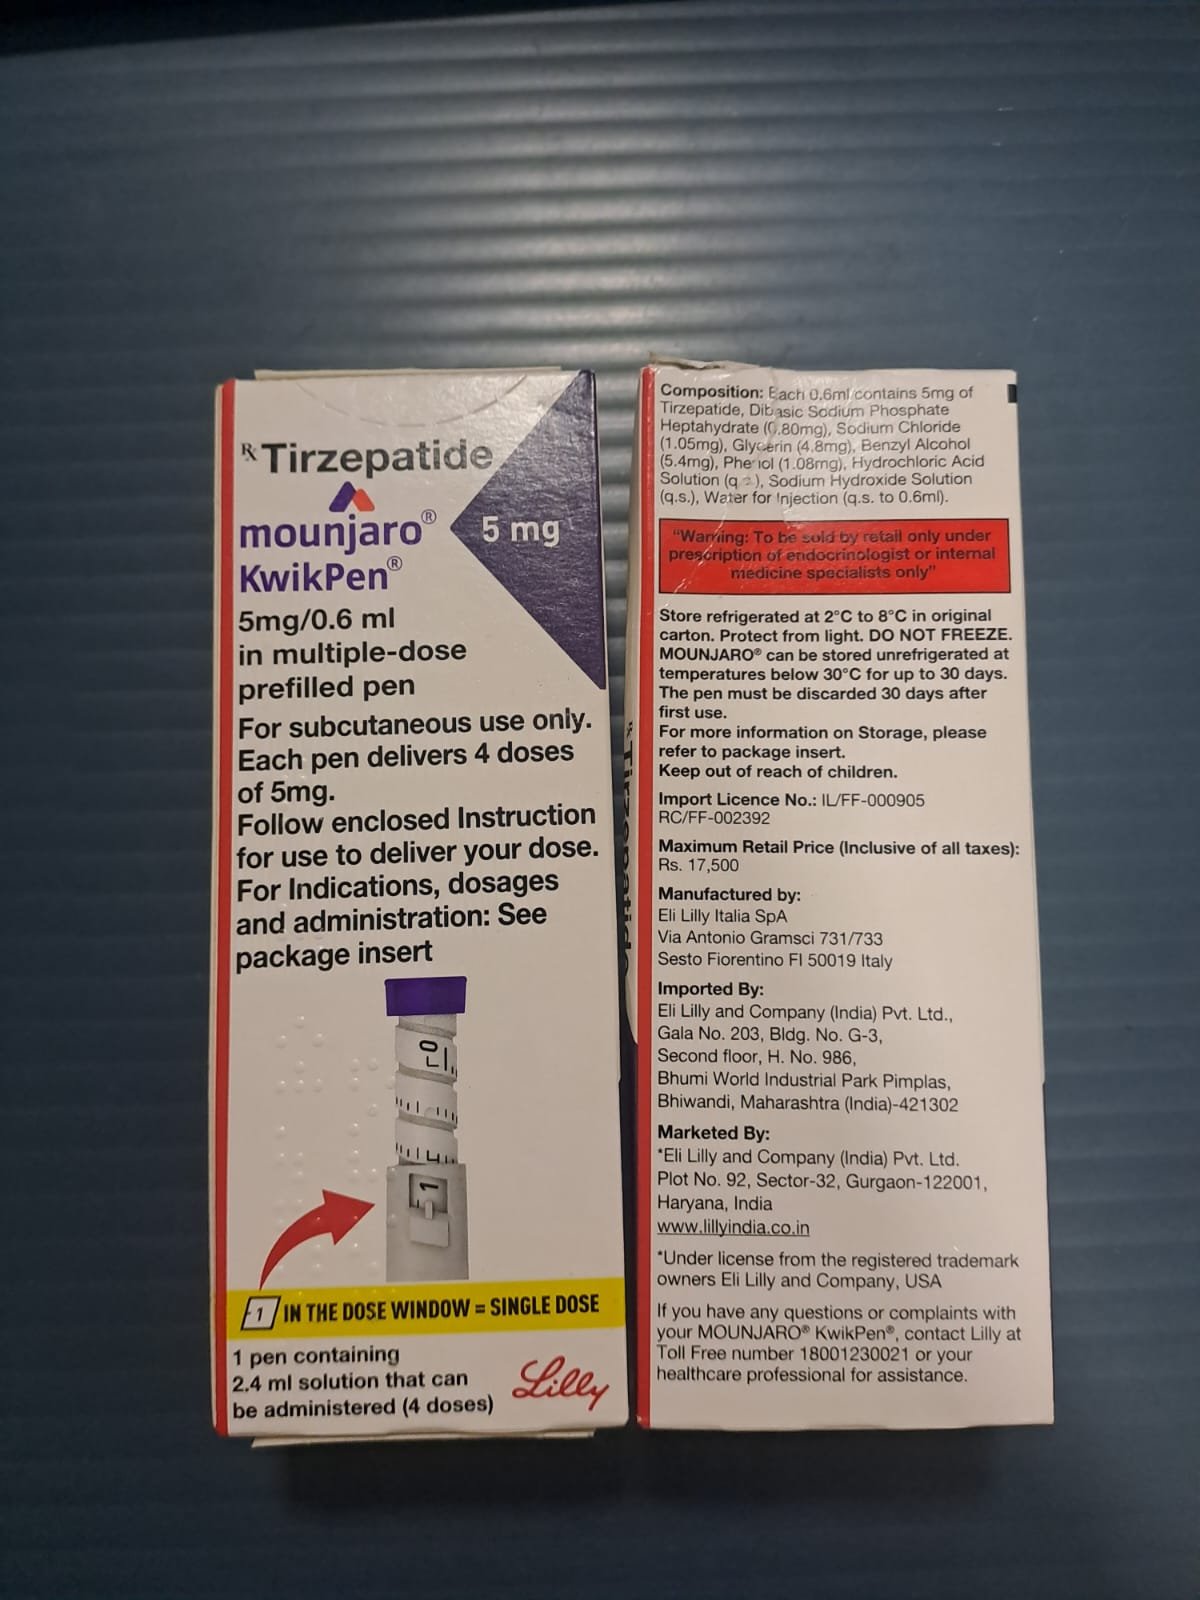 Rx Tirzepatide
mounjaro®
KwikPen®
5 mg
5mg/0.6 ml
in multiple-dose
prefilled pen
For subcutaneous use only.
Each pen delivers 4 doses
of 5mg.
Follow enclosed Instruction
for use to deliver your dose.
For Indications, dosages
and administration: See
package insert
0
1
1
1 IN THE DOSE WINDOW = SINGLE DOSE
1 pen containing
2.4 ml solution that can
be administered (4 doses)
Lilly
Rx Tirzepatide
Composition: Each 0.6ml contains 5mg of
Tirzepatide, Dibasic Sodium Phosphate
Heptahydrate (0.80mg), Sodium Chloride
(1.05mg), Glycerin (4.8mg), Benzyl Alcohol
(5.4mg), Phenol (1.08mg), Hydrochloric Acid
Solution (q.s.), Sodium Hydroxide Solution
(q.s.), Water for Injection (q.s. to 0.6ml).
"Warning: To be sold by retail only under
prescription of endocrinologist or internal
medicine specialists only"
Store refrigerated at 2°C to 8°C in original
carton. Protect from light. DO NOT FREEZE.
MOUNJARO® can be stored unrefrigerated at
temperatures below 30°C for up to 30 days.
The pen must be discarded 30 days after
first use.
For more information on Storage, please
refer to package insert.
Keep out of reach of children.
Import Licence No.: IL/FF-000905
RC/FF-002392
Maximum Retail Price (Inclusive of all taxes):
Rs. 17,500
Manufactured by:
Eli Lilly Italia SpA
Via Antonio Gramsci 731/733
Sesto Fiorentino FI 50019 Italy
Imported By:
Eli Lilly and Company (India) Pvt. Ltd.,
Gala No. 203, Bldg. No. G-3,
Second floor, H. No. 986,
Bhumi World Industrial Park Pimplas,
Bhiwandi, Maharashtra (India)-421302
Marketed By:
*Eli Lilly and Company (India) Pvt. Ltd.
Plot No. 92, Sector-32, Gurgaon-122001,
Haryana, India
www.lillyindia.co.in
*Under license from the registered trademark
owners Eli Lilly and Company, USA
If you have any questions or complaints with
your MOUNJARO® KwikPen®, contact Lilly at
Toll Free number 18001230021 or your
healthcare professional for assistance.